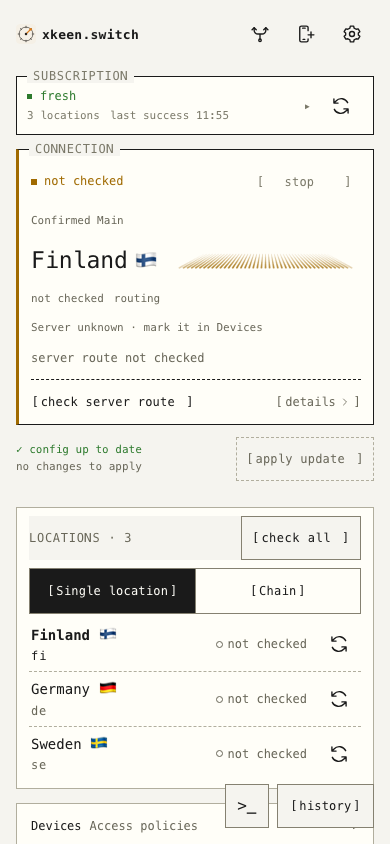 xkeen.switch
SUBSCRIPTION
fresh
3 locations last success 11:55
CONNECTION
not checked
[ stop ]
Confirmed Main
Finland
not checked routing
Server unknown · mark it in Devices
server route not checked
[check server route ]
[details > ]
✓ config up to date
no changes to apply
[apply update ]
LOCATIONS · 3
[check all ]
[Single location]
[Chain]
Finland
not checked
fi
Germany
not checked
de
Sweden
not checked
se
>_
[history]
Devices Access policies